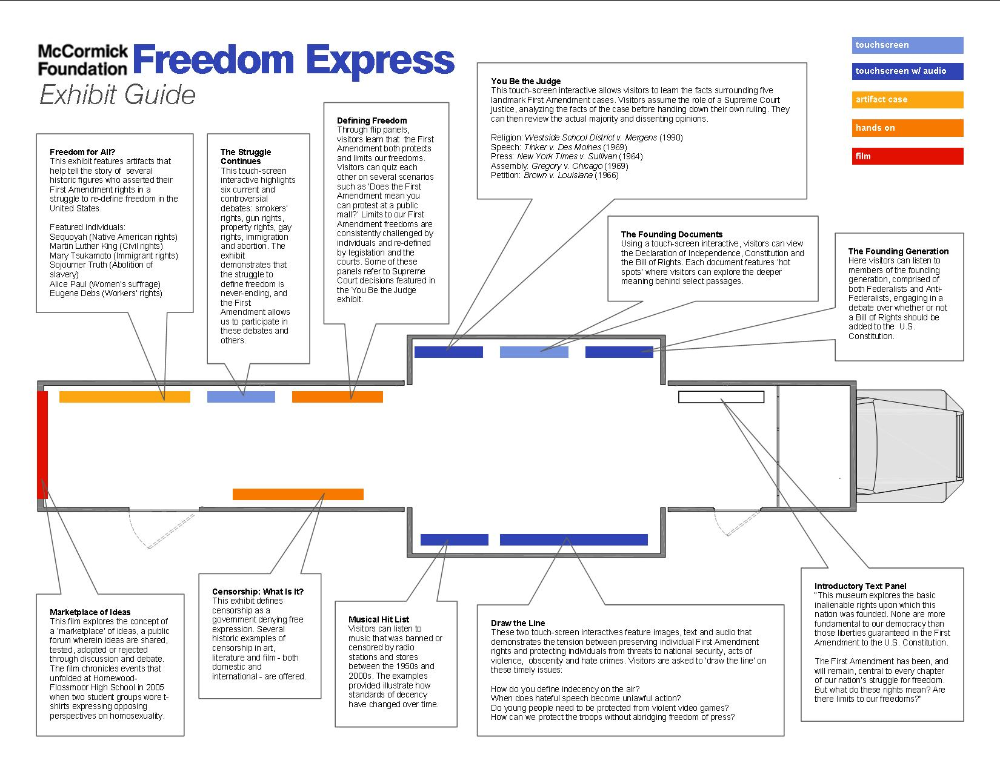 McCormick
Foundation Freedom Express
Exhibit Guide
touchscreen
touchscreen w/ audio
artifact case
hands on
film
Freedom for All?
This exhibit features artifacts that
help tell the story of several
historic figures who asserted their
First Amendment rights in a
struggle to re-define freedom in the
United States.
Featured individuals:
Sequoyah (Native American rights)
Martin Luther King (Civil rights)
Mary Tsukamoto (Immigrant rights)
Sojourner Truth (Abolition of
slavery)
Alice Paul (Women's suffrage)
Eugene Debs (Workers' rights)
The Struggle
Continues
This touch-screen
interactive highlights
six current and
controversial
debates: smokers'
rights, gun rights,
property rights, gay
rights, immigration
and abortion. The
exhibit
demonstrates that
the struggle to
define freedom is
never-ending, and
the First
Amendment allows
us to participate in
these debates and
others.
Defining Freedom
Through flip panels,
visitors learn that the First
Amendment both protects
and limits our freedoms.
Visitors can quiz each
other on several scenarios
such as 'Does the First
Amendment mean you
can protest at a public
mall?' Limits to our First
Amendment freedoms are
consistently challenged by
individuals and re-defined
by legislation and the
courts. Some of these
panels refer to Supreme
Court decisions featured in
the You Be the Judge
exhibit.
You Be the Judge
This touch-screen interactive allows visitors to learn the facts surrounding five
landmark First Amendment cases. Visitors assume the role of a Supreme Court
justice, analyzing the facts of the case before handing down their own ruling. They
can then review the actual majority and dissenting opinions.
Religion: Westside School District v. Mergens (1990)
Speech: Tinker v. Des Moines (1969)
Press: New York Times v. Sullivan (1964)
Assembly: Gregory v. Chicago (1969)
Petition: Brown v. Louisiana (1966)
The Founding Documents
Using a touch-screen interactive, visitors can view
the Declaration of Independence, Constitution and
the Bill of Rights. Each document features 'hot
spots' where visitors can explore the deeper
meaning behind select passages.
The Founding Generation
Here visitors can listen to
members of the founding
generation, comprised of
both Federalists and Anti-
Federalists, engaging in a
debate over whether or not
a Bill of Rights should be
added to the U.S.
Constitution.
Marketplace of Ideas
This film explores the concept of
a 'marketplace' of ideas, a public
forum wherein ideas are shared,
tested, adopted or rejected
through discussion and debate.
The film chronicles events that
unfolded at Homewood-
Flossmoor High School in 2005
when two student groups wore t-
shirts expressing opposing
perspectives on homosexuality.
Censorship: What Is It?
This exhibit defines
censorship as a
government denying free
expression. Several
historic examples of
censorship in art,
literature and film - both
domestic and
international - are offered.
Musical Hit List
Visitors can listen to
music that was banned or
censored by radio
stations and stores
between the 1950s and
2000s. The examples
provided illustrate how
standards of decency
have changed over time.
Draw the Line
These two touch-screen interactives feature images, text and audio that
demonstrates the tension between preserving individual First Amendment
rights and protecting individuals from threats to national security, acts of
violence, obscenity and hate crimes. Visitors are asked to 'draw the line' on
these timely issues:
How do you define indecency on the air?
When does hateful speech become unlawful action?
Do young people need to be protected from violent video games?
How can we protect the troops without abridging freedom of press?
Introductory Text Panel
"This museum explores the basic
inalienable rights upon which this
nation was founded. None are more
fundamental to our democracy than
those liberties guaranteed in the First
Amendment to the U.S. Constitution.
The First Amendment has been, and
will remain, central to every chapter
of our nation's struggle for freedom.
But what do these rights mean? Are
there limits to our freedoms?"